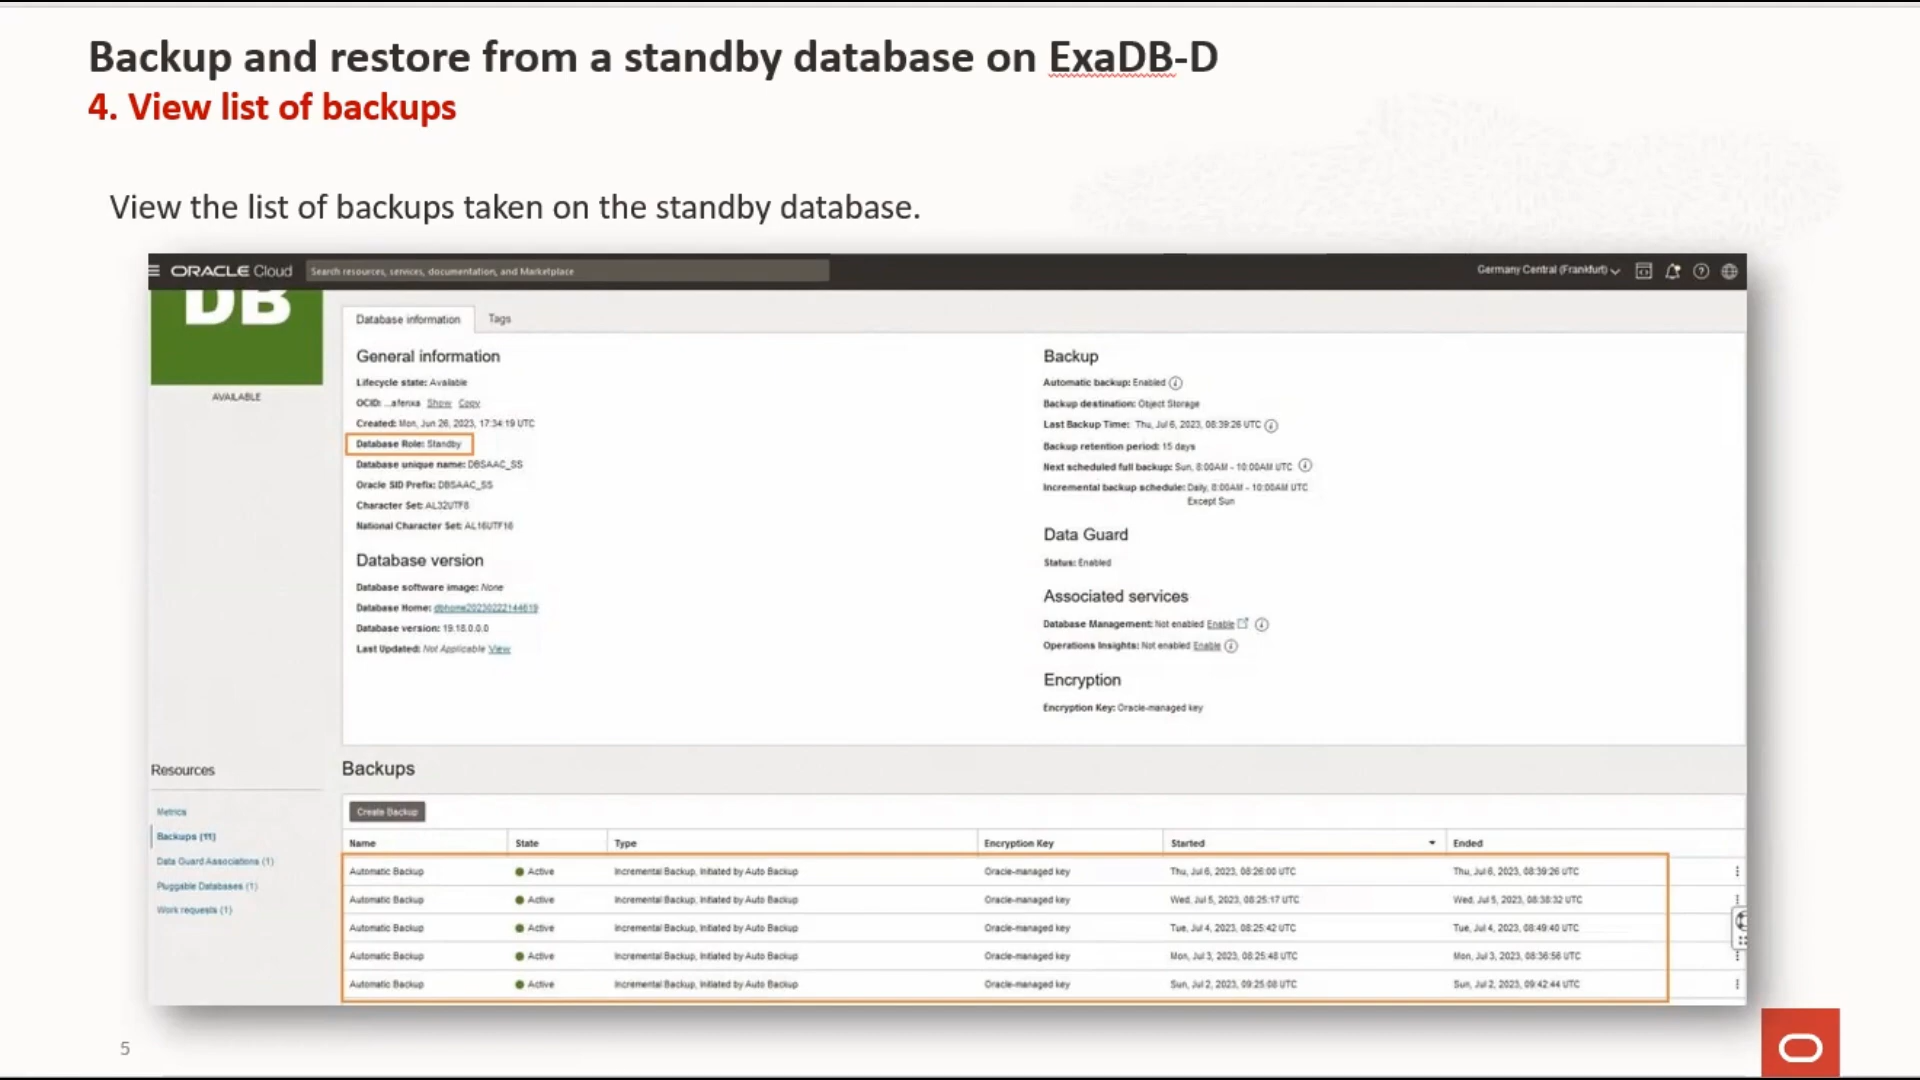 Backup and restore from a standby database on ExaDB-D
4. View list of backups
View the list of backups taken on the standby database.
ORACLE Cloud
Search resources, services, documentation, and Marketplace
Germany Central (Frankfurt)
DB
AVAILABLE
Database information
Tags
General information
Lifecycle state: Available
OCID: ...afenxa Show Copy
Created: Mon, Jun 26, 2023, 17:34:19 UTC
Database Role: Standby
Database unique name: DBSAAC_SS
Oracle SID Prefix: DBSAAC_SS
Character Set: AL32UTF8
National Character Set: AL16UTF16
Database version
Database software image: None
Database Home: dbhome20230222144619
Database version: 19.18.0.0.0
Last Updated: Not Applicable View
Backup
Automatic backup: Enabled
Backup destination: Object Storage
Last Backup Time: Thu, Jul 6, 2023, 08:39:26 UTC
Backup retention period: 15 days
Next scheduled full backup: Sun, 8:00AM - 10:00AM UTC
Incremental backup schedule: Daily, 8:00AM - 10:00AM UTC
Except Sun
Data Guard
Status: Enabled
Associated services
Database Management: Not enabled Enable
Operations Insights: Not enabled Enable
Encryption
Encryption Key: Oracle-managed key
Resources
Metrics
Backups (11)
Data Guard Associations (1)
Pluggable Databases (1)
Work requests (1)
Backups
Create Backup
Name State Type Encryption Key Started Ended
Automatic Backup Active Incremental Backup, Initiated by Auto Backup Oracle-managed key Thu, Jul 6, 2023, 08:26:00 UTC Thu, Jul 6, 2023, 08:39:26 UTC
Automatic Backup Active Incremental Backup, Initiated by Auto Backup Oracle-managed key Wed, Jul 5, 2023, 08:25:17 UTC Wed, Jul 5, 2023, 08:38:32 UTC
Automatic Backup Active Incremental Backup, Initiated by Auto Backup Oracle-managed key Tue, Jul 4, 2023, 08:25:42 UTC Tue, Jul 4, 2023, 08:49:40 UTC
Automatic Backup Active Incremental Backup, Initiated by Auto Backup Oracle-managed key Mon, Jul 3, 2023, 08:25:48 UTC Mon, Jul 3, 2023, 08:36:56 UTC
Automatic Backup Active Incremental Backup, Initiated by Auto Backup Oracle-managed key Sun, Jul 2, 2023, 09:25:08 UTC Sun, Jul 2, 2023, 09:42:44 UTC
5